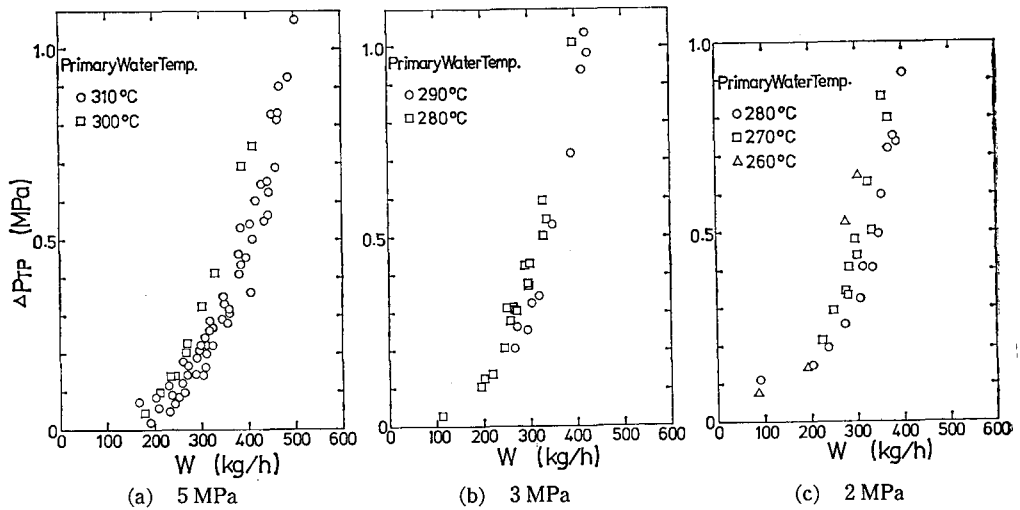 1.0
Primary Water Temp.
○ 310°C
□ 300°C
0.5
ΔPTP (MPa)
0
0 100 200 300 400 500 600
W (kg/h)
(a) 5 MPa
1.0
Primary Water Temp.
○ 290°C
□ 280°C
0.5
0
0 100 200 300 400 500 600
W (kg/h)
(b) 3 MPa
1.0
Primary Water Temp.
○ 280°C
□ 270°C
△ 260°C
0.5
0
0 100 200 300 400 500 600
W (kg/h)
(c) 2 MPa